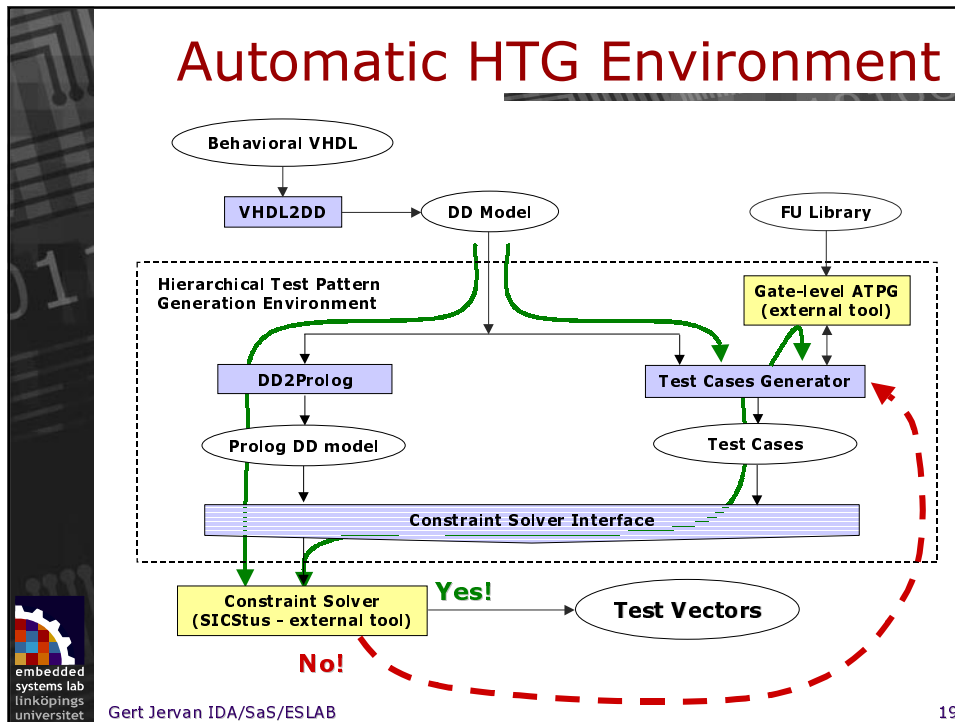 Automatic HTG Environment
Behavioral VHDL
VHDL2DD
DD Model
FU Library
Hierarchical Test Pattern
Generation Environment
Gate-level ATPG
(external tool)
DD2Prolog
Test Cases Generator
Prolog DD model
Test Cases
Constraint Solver Interface
Constraint Solver
(SICStus - external tool)
Yes!
Test Vectors
No!
embedded
systems lab
linköpings
universitet
Gert Jervan IDA/SaS/ESLAB
19